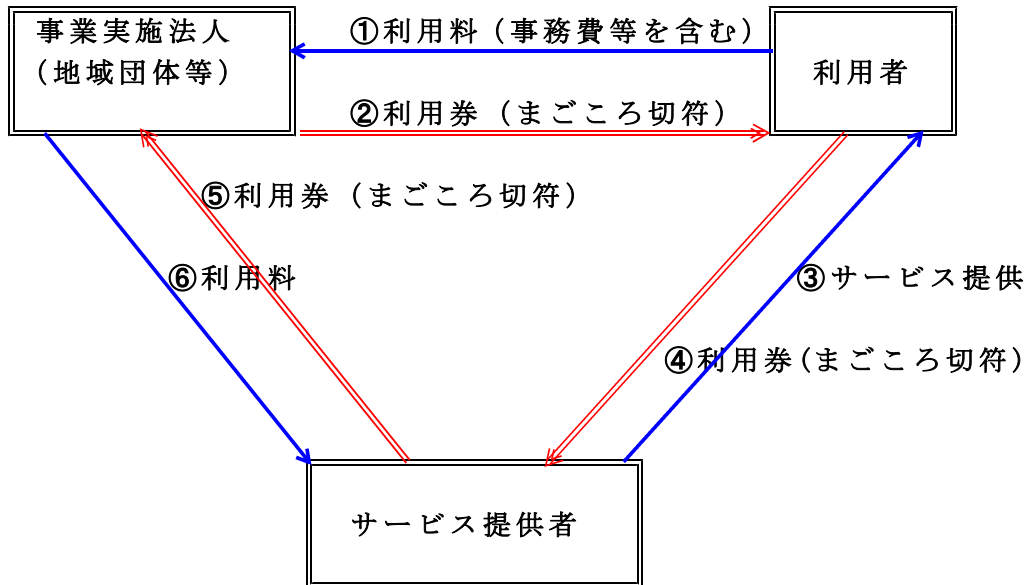 事業実施法人
(地域団体等)
①利用料(事務費等を含む)
利用者
②利用券(まごころ切符)
⑤利用券(まごころ切符)
⑥利用料
③サービス提供
④利用券(まごころ切符)
サービス提供者